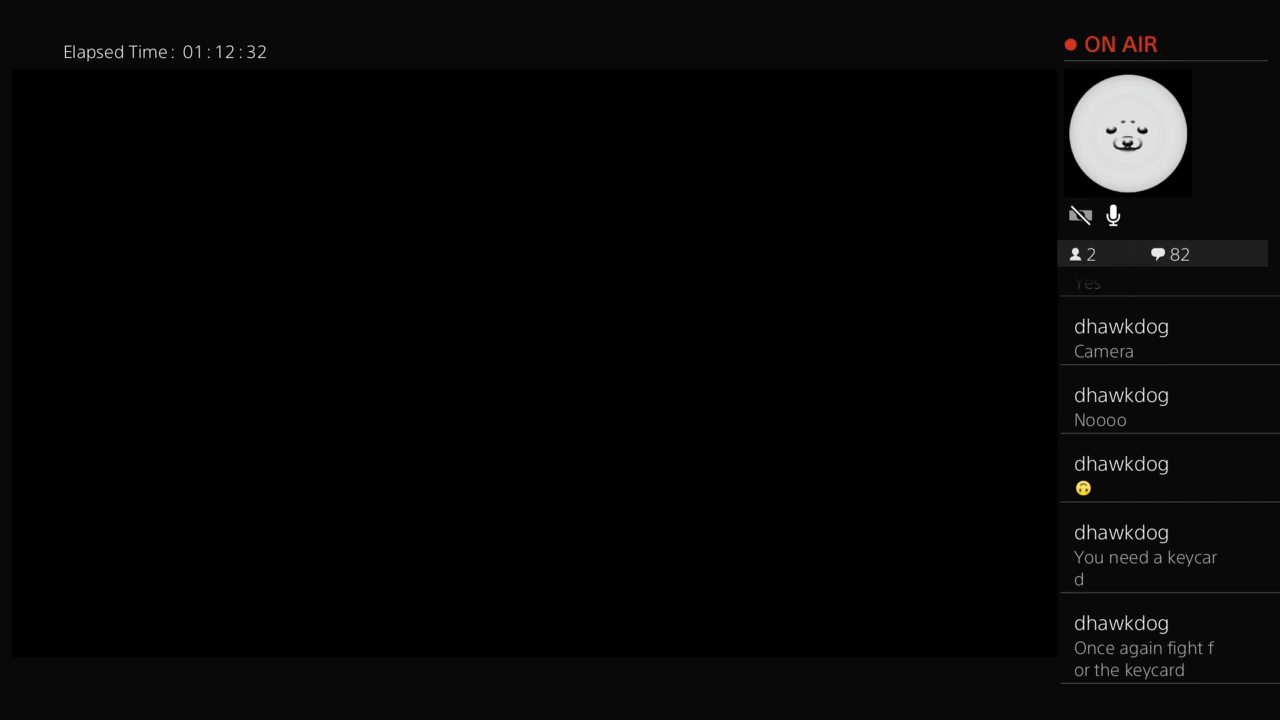 Elapsed Time: 01:12:32
ON AIR
2 82
Yes
dhawkdog
Camera
dhawkdog
Noooo
dhawkdog
🙃
dhawkdog
You need a keycar
d
dhawkdog
Once again fight f
or the keycard